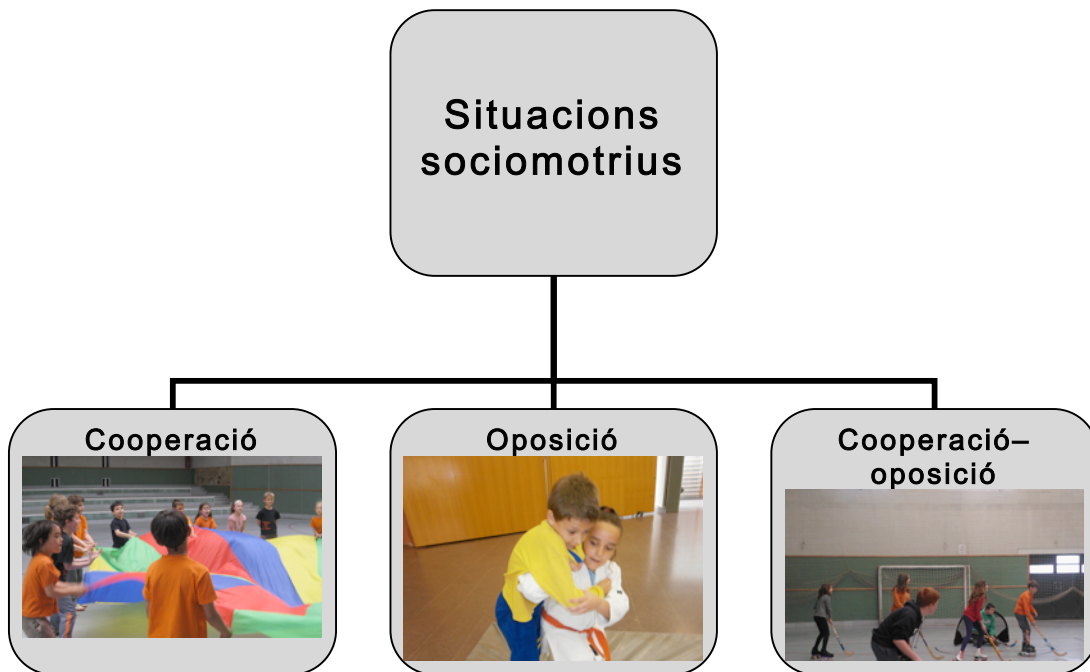 Situacions
sociomotrius
Cooperació
Oposició
Cooperació–
oposició